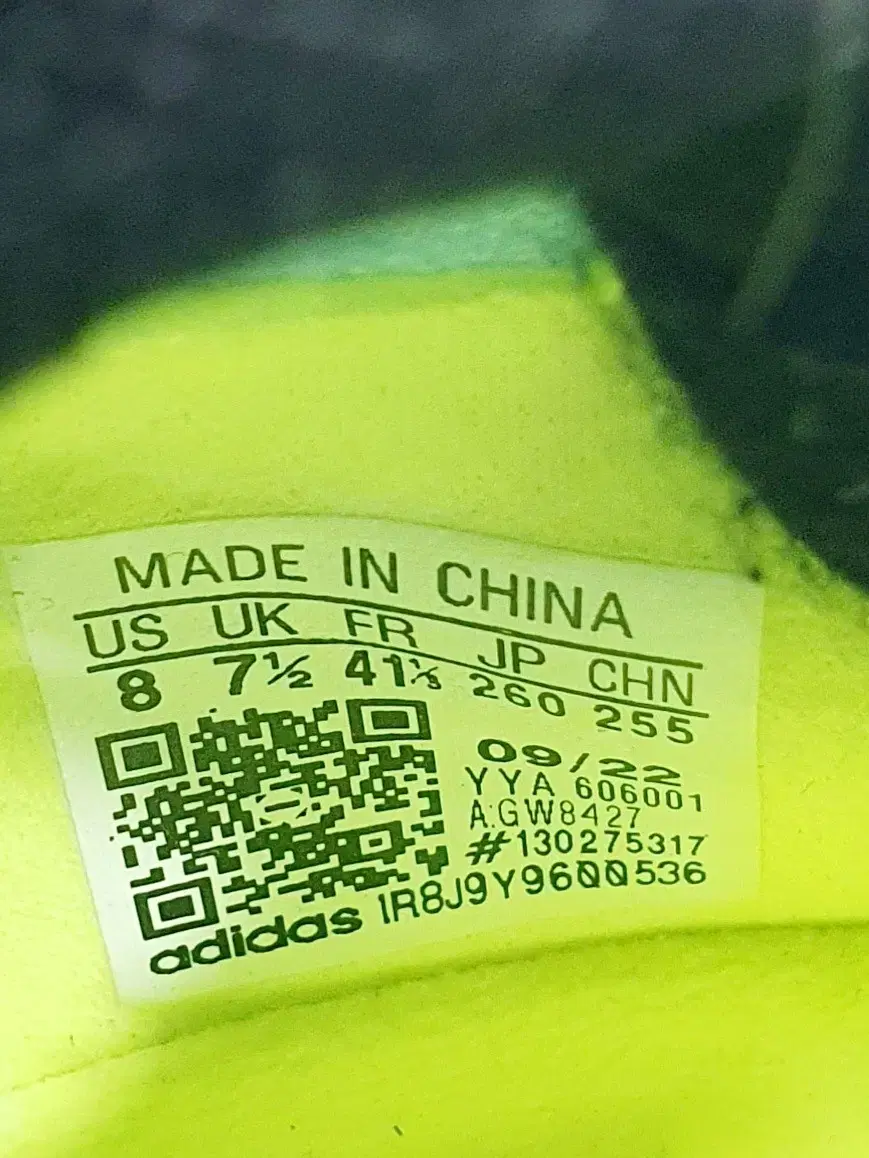 MADE IN CHINA
US UK FR JP CHN
8 7½ 41⅓ 260 255
09/22
YYA 606001
A:GW8427
#130275317
adidas IR8J9Y9600536